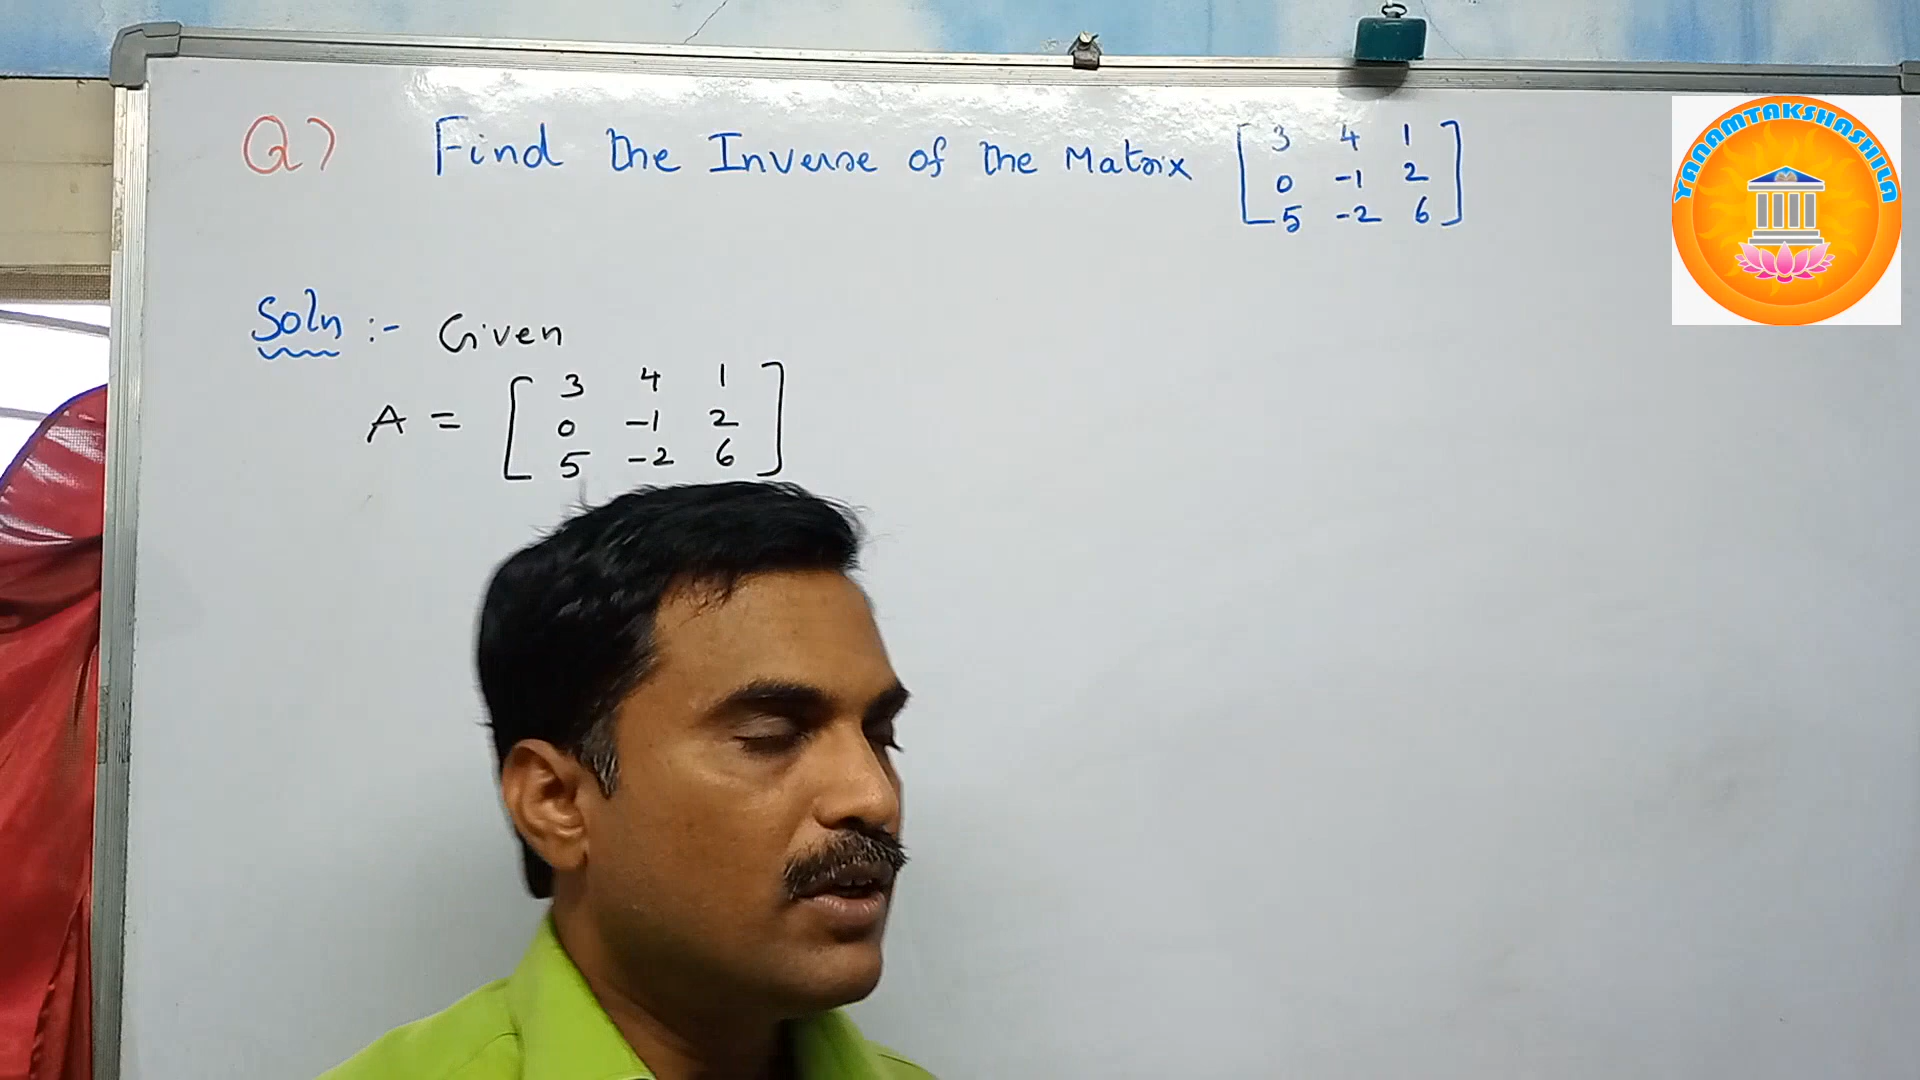 Q7 Find the Inverse of the Matrix [ 3 4 1
0 -1 2
5 -2 6 ]
YANAMTAKSHASHILA
Soln :- Given
A = [ 3 4 1
0 -1 2
5 -2 6 ]